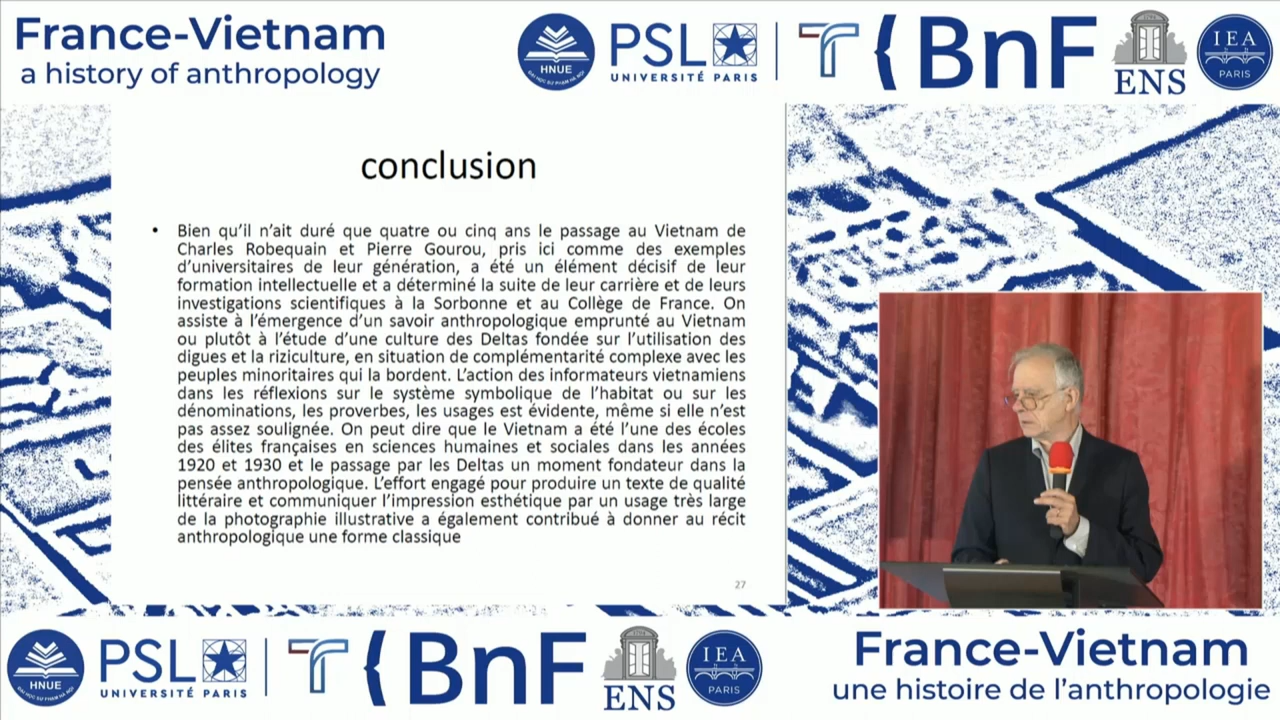 France-Vietnam
a history of anthropology
HNUE
PSL
UNIVERSITÉ PARIS
BnF
ENS
IEA
PARIS
conclusion
• Bien qu'il n'ait duré que quatre ou cinq ans le passage au Vietnam de
Charles Robequain et Pierre Gourou, pris ici comme des exemples
d'universitaires de leur génération, a été un élément décisif de leur
formation intellectuelle et a déterminé la suite de leur carrière et de leurs
investigations scientifiques à la Sorbonne et au Collège de France. On
assiste à l'émergence d'un savoir anthropologique emprunté au Vietnam
ou plutôt à l'étude d'une culture des Deltas fondée sur l'utilisation des
digues et la riziculture, en situation de complémentarité complexe avec les
peuples minoritaires qui la bordent. L'action des informateurs vietnamiens
dans les réflexions sur le système symbolique de l'habitat ou sur les
dénominations, les proverbes, les usages est évidente, même si elle n'est
pas assez soulignée. On peut dire que le Vietnam a été l'une des écoles
des élites françaises en sciences humaines et sociales dans les années
1920 et 1930 et le passage par les Deltas un moment fondateur dans la
pensée anthropologique. L'effort engagé pour produire un texte de qualité
littéraire et communiquer l'impression esthétique par un usage très large
de la photographie illustrative a également contribué à donner au récit
anthropologique une forme classique
27
HNUE
PSL
UNIVERSITÉ PARIS
BnF
ENS
IEA
PARIS
France-Vietnam
une histoire de l'anthropologie